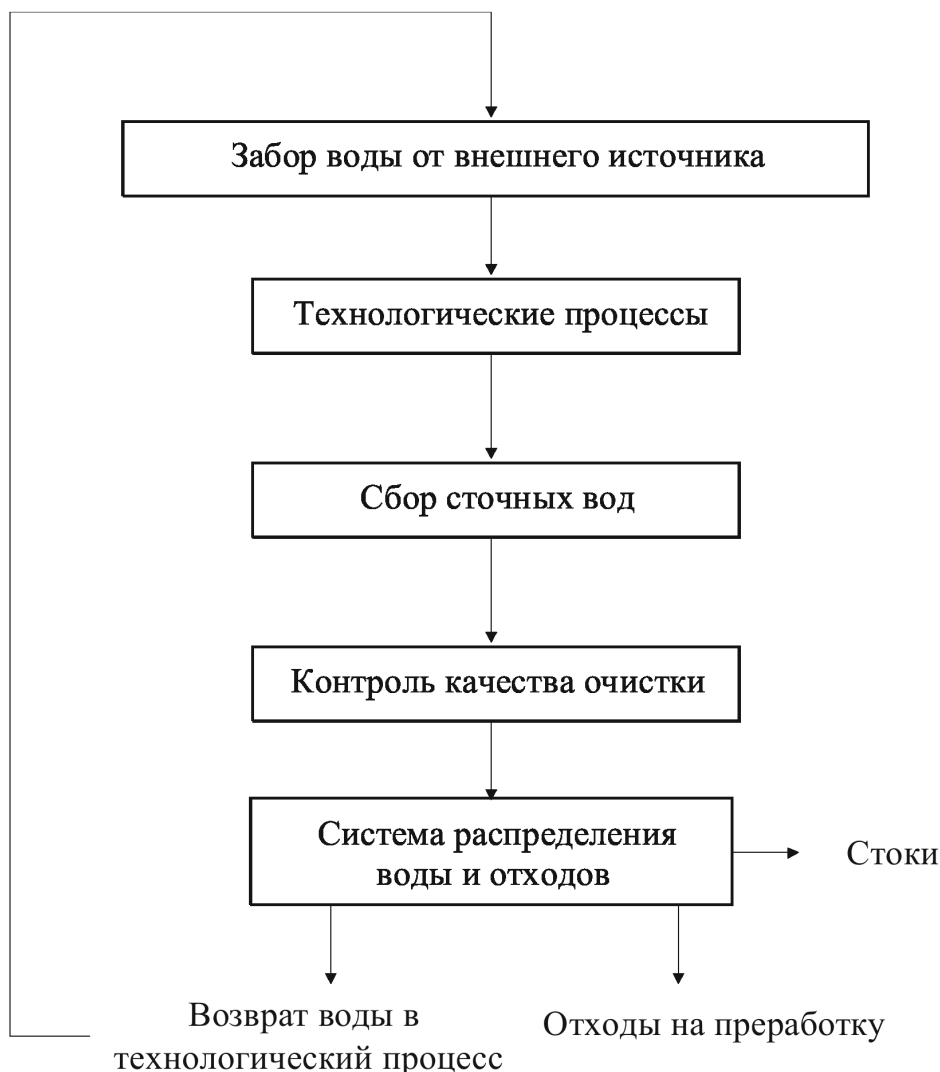 Забор воды от внешнего источника
Технологические процессы
Сбор сточных вод
Контроль качества очистки
Система распределения
воды и отходов
Стоки
Возврат воды в
технологический процесс
Отходы на преработку